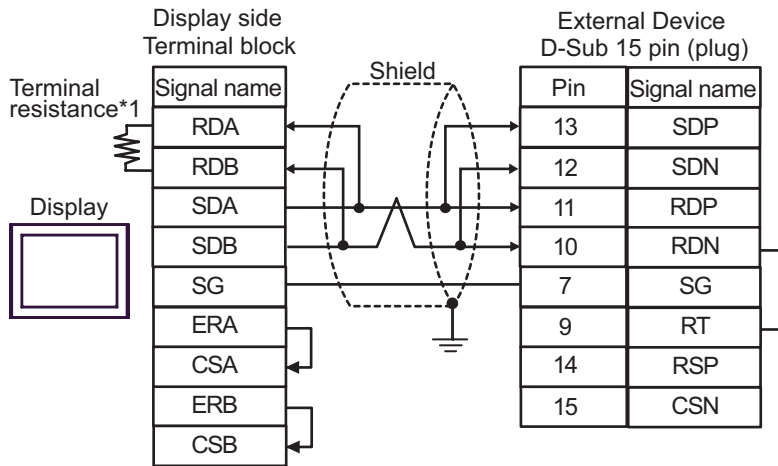 Display side
Terminal block
External Device
D-Sub 15 pin (plug)
Terminal
resistance*1
Display
Shield
Signal name
RDA
RDB
SDA
SDB
SG
ERA
CSA
ERB
CSB
Pin Signal name
13 SDP
12 SDN
11 RDP
10 RDN
7 SG
9 RT
14 RSP
15 CSN